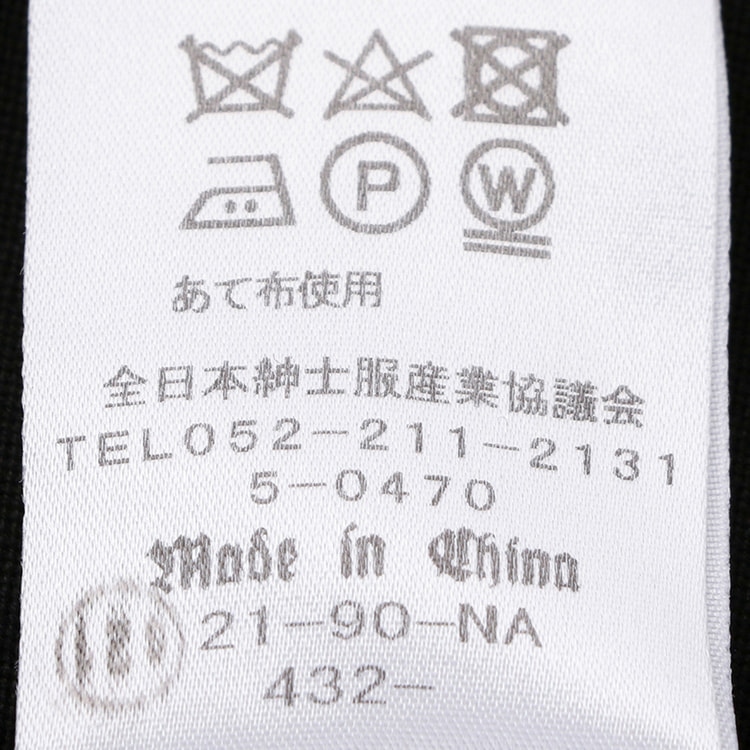 P W
あて布使用
全日本紳士服産業協議会
TEL052-211-2131
5-0470
Made in China
21-90-NA
432-